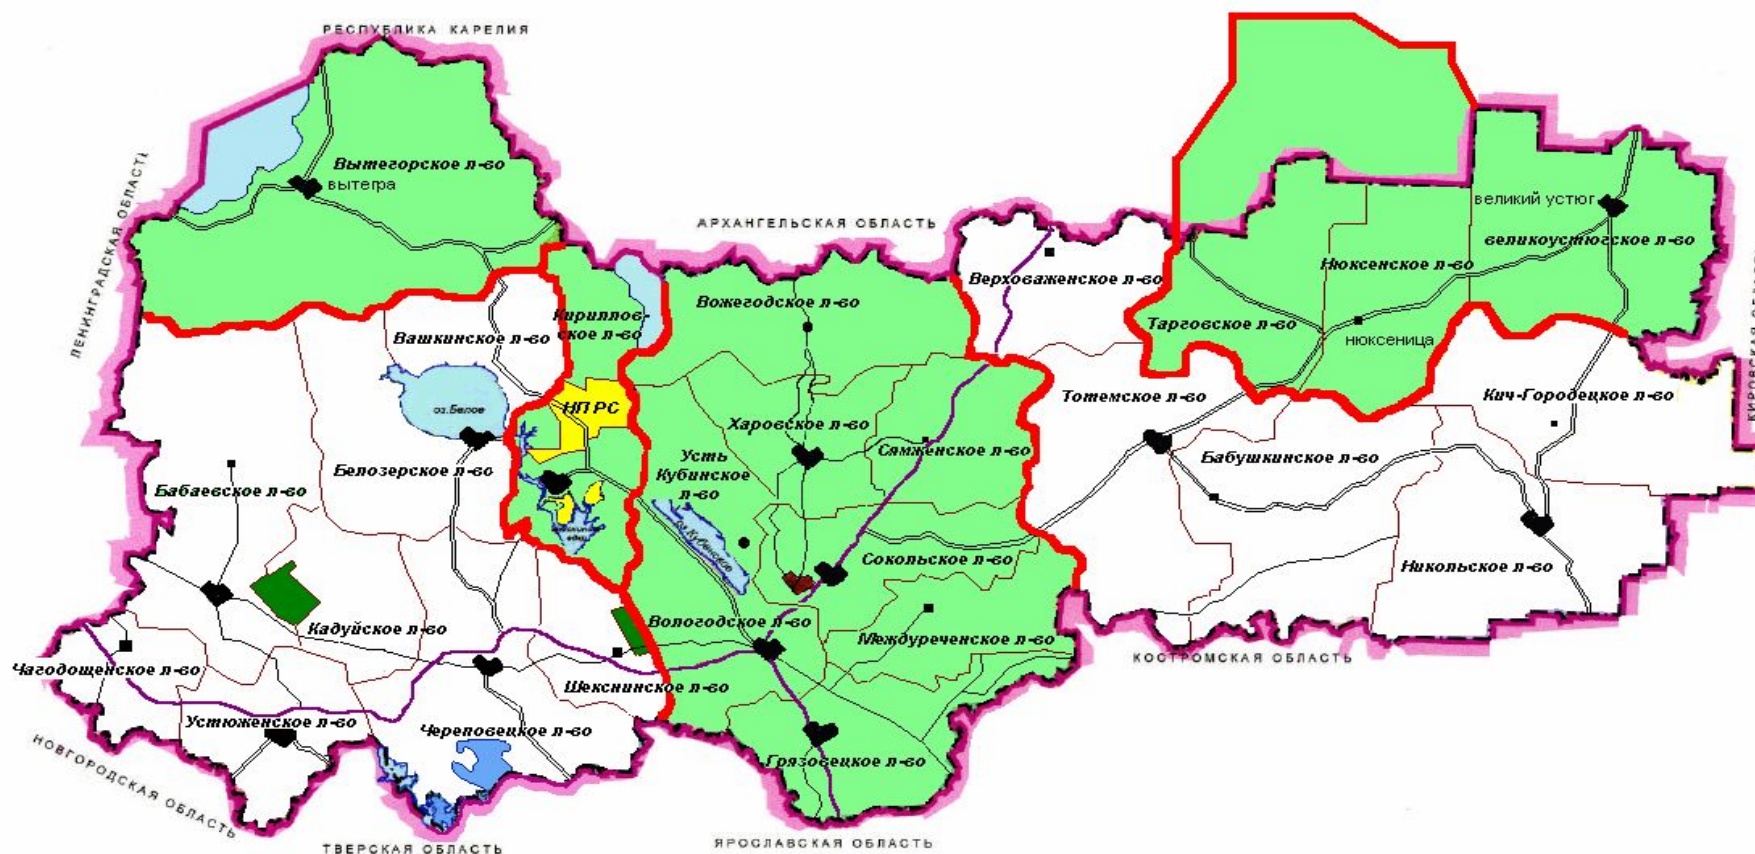 РЕСПУБЛИКА КАРЕЛИЯ
ЛЕНИНГРАДСКАЯ ОБЛАСТЬ
Вытегорское л-во
вытегра
АРХАНГЕЛЬСКАЯ ОБЛАСТЬ
великий устюг
великоустюгское л-во
Нюксенское л-во
Верховаженское л-во
Вожегодское л-во
Кириллов-
ское л-во
Вашкинское л-во
Тарговское л-во
нюксеница
КИРОВСКАЯ
Тотемское л-во
Кич-Городецкое л-во
оз.Белое
НП РС
Харовское л-во
Сямженское л-во
Усть
Кубинское
л-во
Белозерское л-во
Бабушкинское л-во
Бабаевское л-во
оз.Кубенское
Сокольское л-во
Никольское л-во
Кадуйское л-во
Вологодское л-во
Междуреченское л-во
КОСТРОМСКАЯ ОБЛАСТЬ
Чагодощенское л-во
Шекснинское л-во
Устюженское л-во
Череповецкое л-во
Грязовецкое л-во
НОВГОРОДСКАЯ ОБЛАСТЬ
ТВЕРСКАЯ ОБЛАСТЬ
ЯРОСЛАВСКАЯ ОБЛАСТЬ